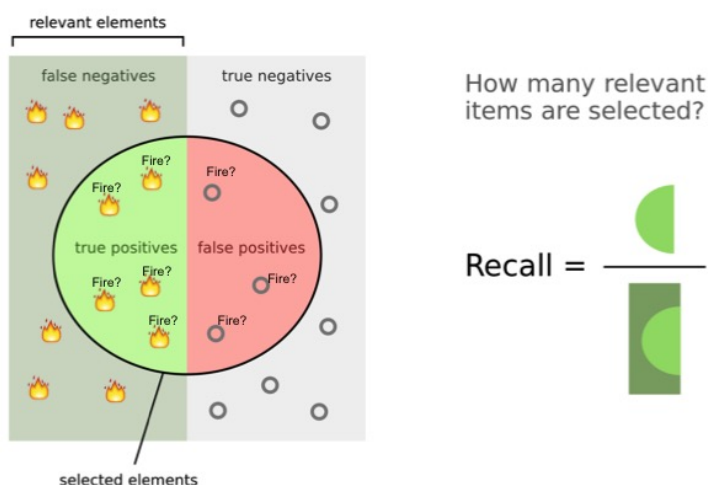 relevant elements
false negatives
true negatives
Fire?
Fire?
Fire?
true positives
false positives
Fire?
Fire?
Fire?
Fire?
Fire?
selected elements
How many relevant
items are selected?
Recall =